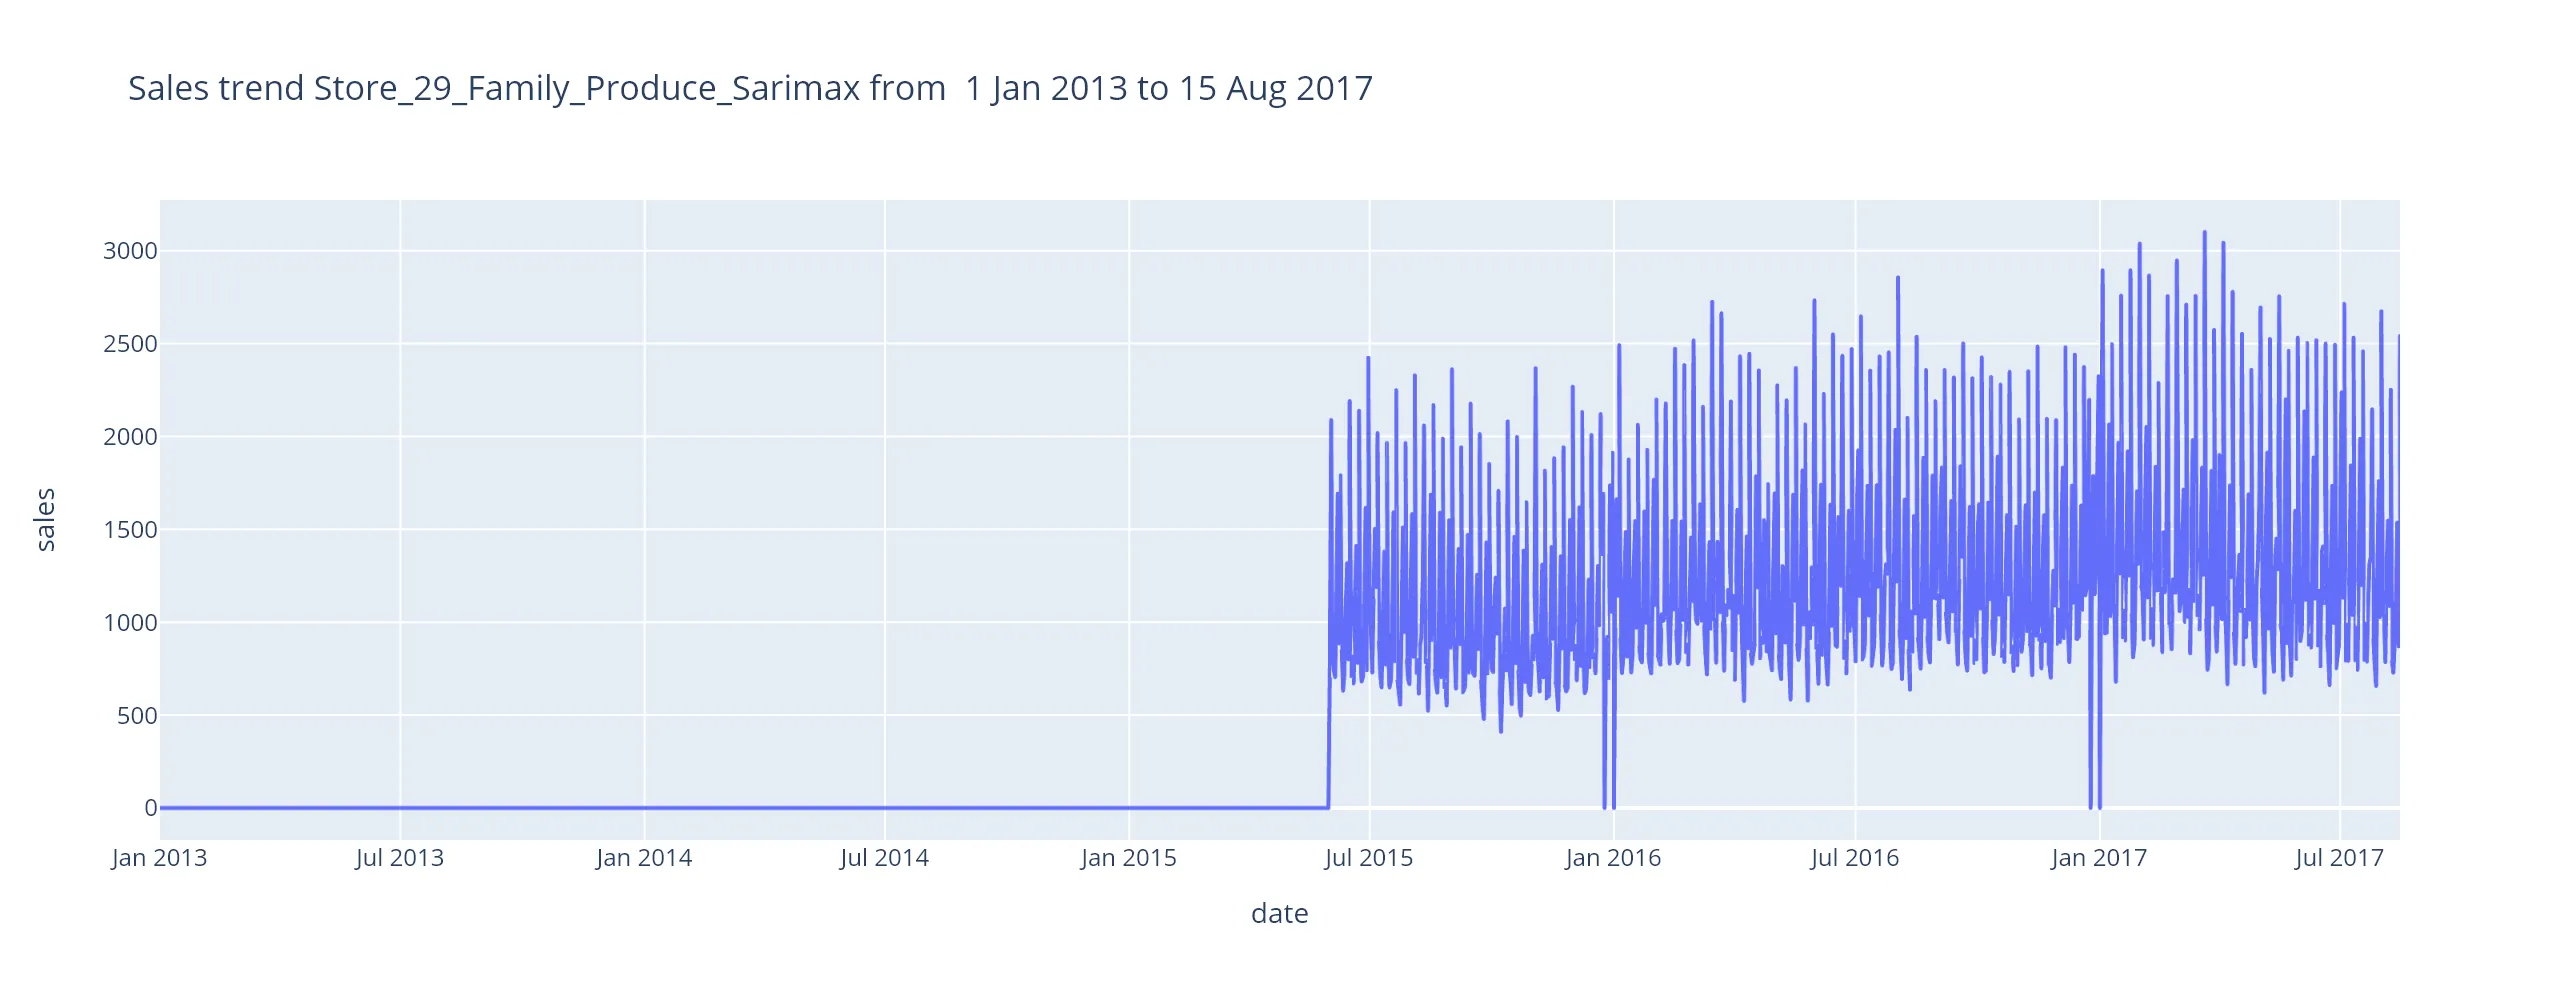 Sales trend Store_29_Family_Produce_Sarimax from  1 Jan 2013 to 15 Aug 2017
3000
2500
2000
1500
1000
500
0
sales
Jan 2013 Jul 2013 Jan 2014 Jul 2014 Jan 2015 Jul 2015 Jan 2016 Jul 2016 Jan 2017 Jul 2017
date